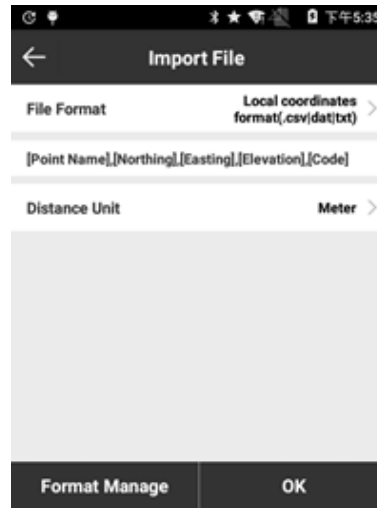 下午5:35
Import File
File Format
Local coordinates
format(.csv|dat|txt)
[Point Name],[Northing],[Easting],[Elevation],[Code]
Distance Unit
Meter
Format Manage
OK